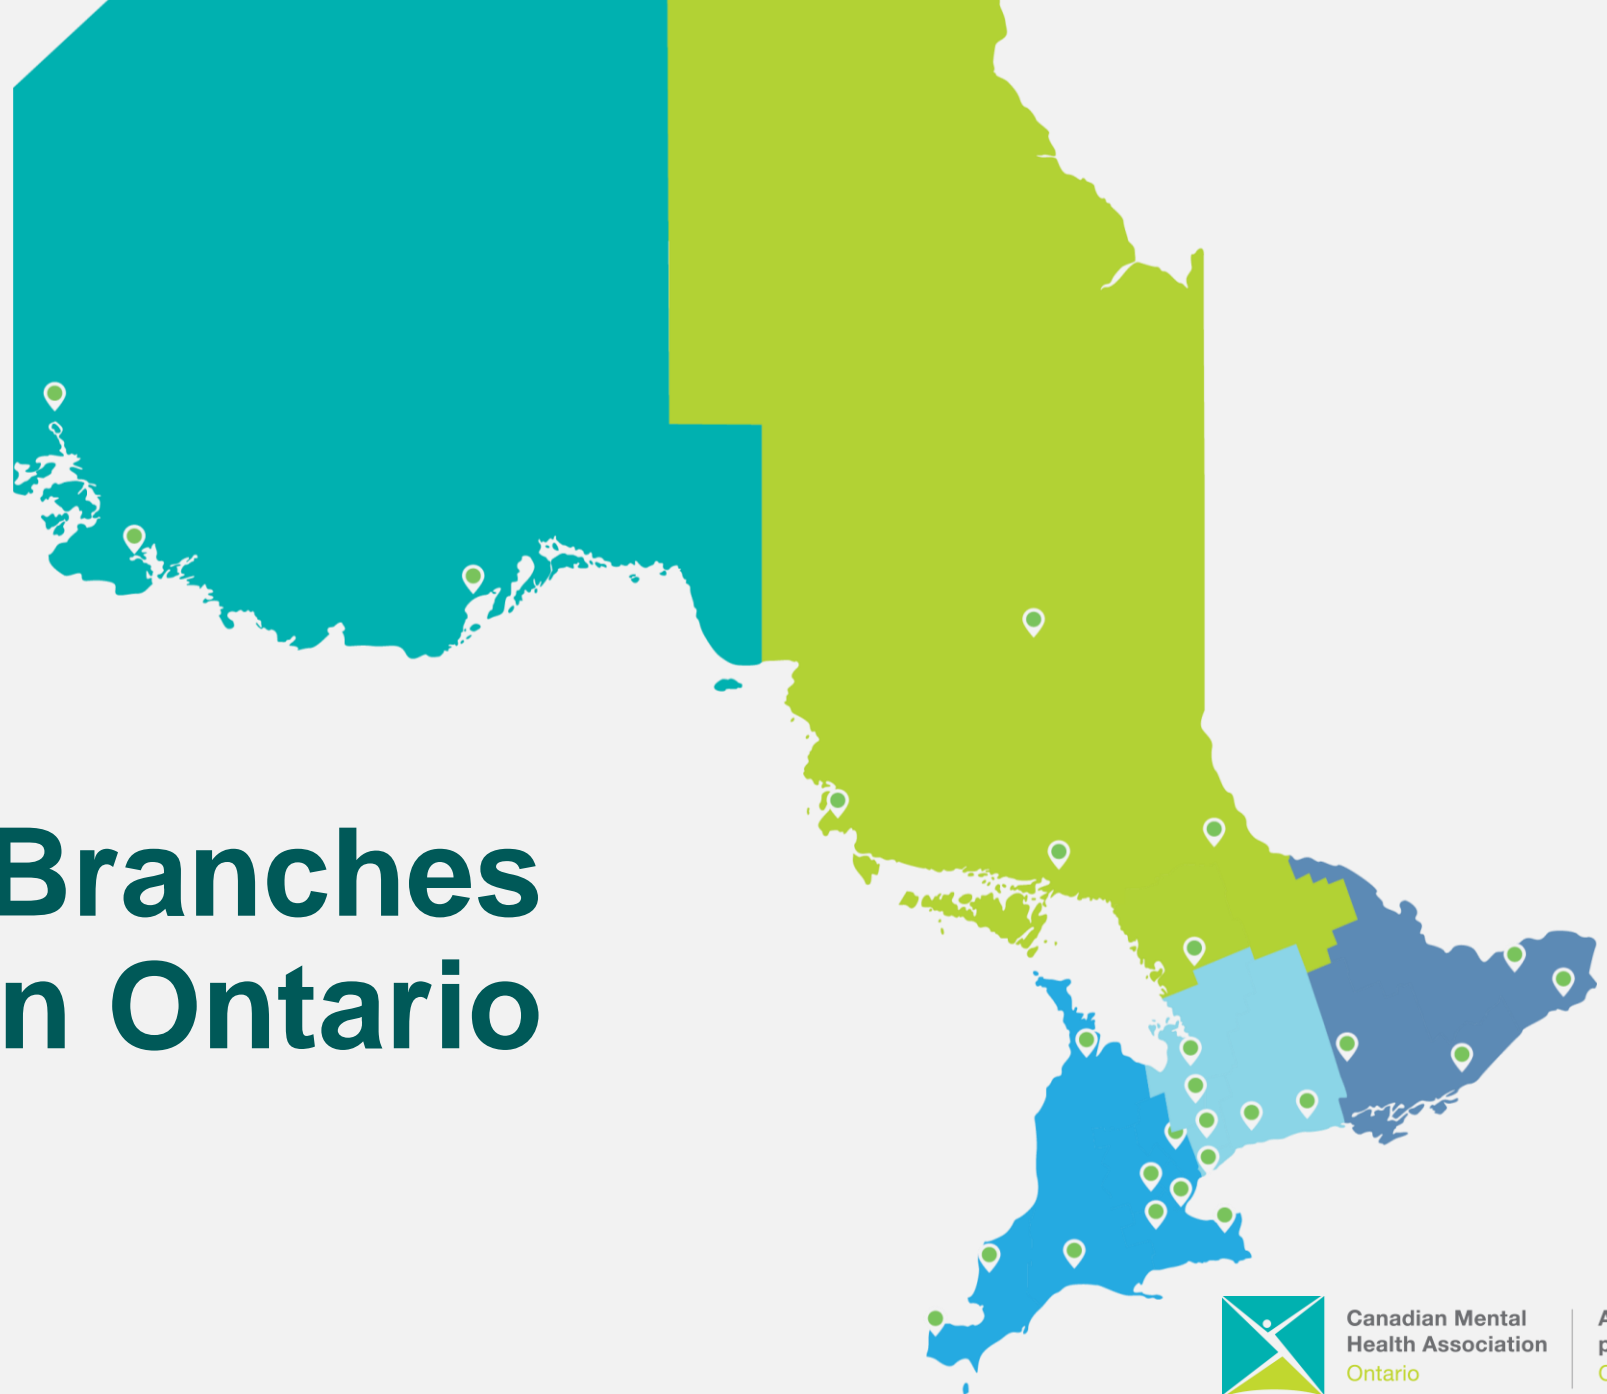 Branches
n Ontario
Canadian Mental
Health Association
Ontario